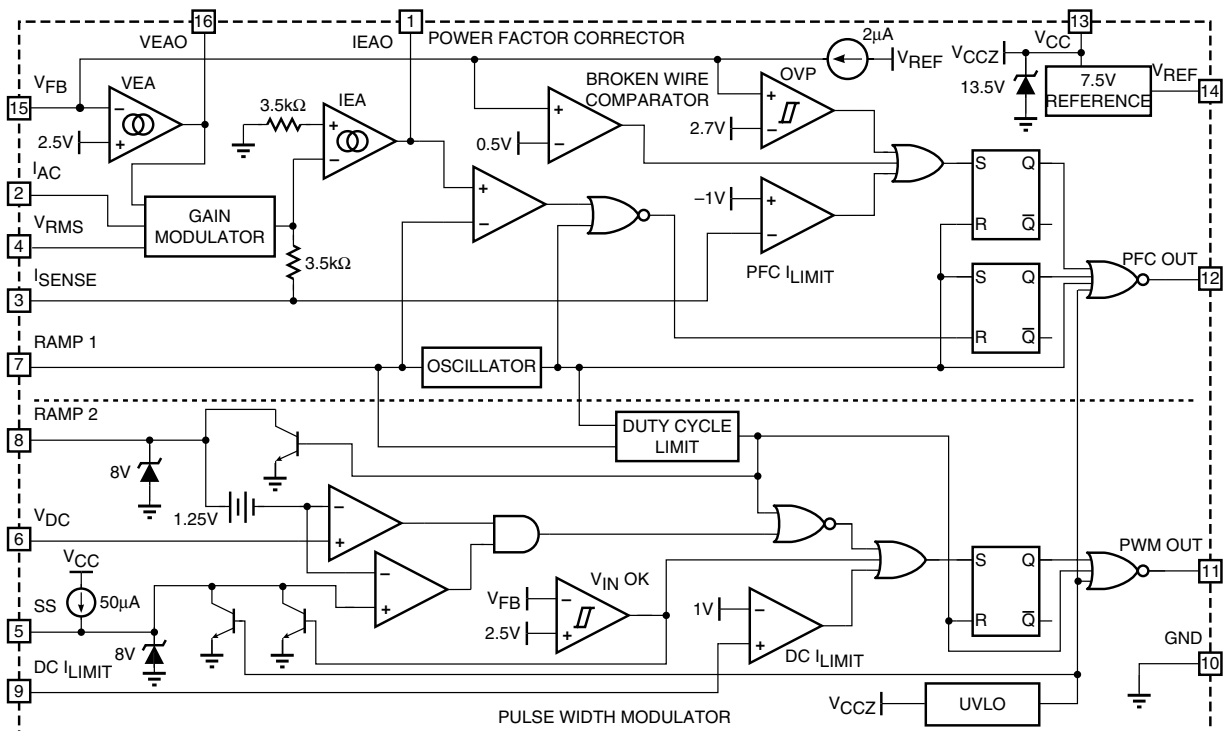 16
VEAO
1
IEAO
POWER FACTOR CORRECTOR
13
VCC
VCCZ
13.5V
7.5V
REFERENCE
VREF
14
2µA
VREF
VFB
15
VEA
−
+
2.5V
3.5kΩ
IEA
+
−
BROKEN WIRE
COMPARATOR
+
−
0.5V
OVP
+
−
2.7V
IAC
2
VRMS
4
GAIN
MODULATOR
3.5kΩ
ISENSE
3
+
−
−1V
+
−
PFC ILIMIT
S
Q
R
Q
S
Q
R
Q
PFC OUT
12
RAMP 1
7
OSCILLATOR
RAMP 2
8
8V
1.25V
DUTY CYCLE
LIMIT
VDC
6
−
+
−
+
VCC
50µA
SS
5
8V
DC ILIMIT
9
VFB
2.5V
VIN OK
−
+
1V
−
+
DC ILIMIT
S
Q
R
Q
PWM OUT
11
GND
10
VCCZ
UVLO
PULSE WIDTH MODULATOR